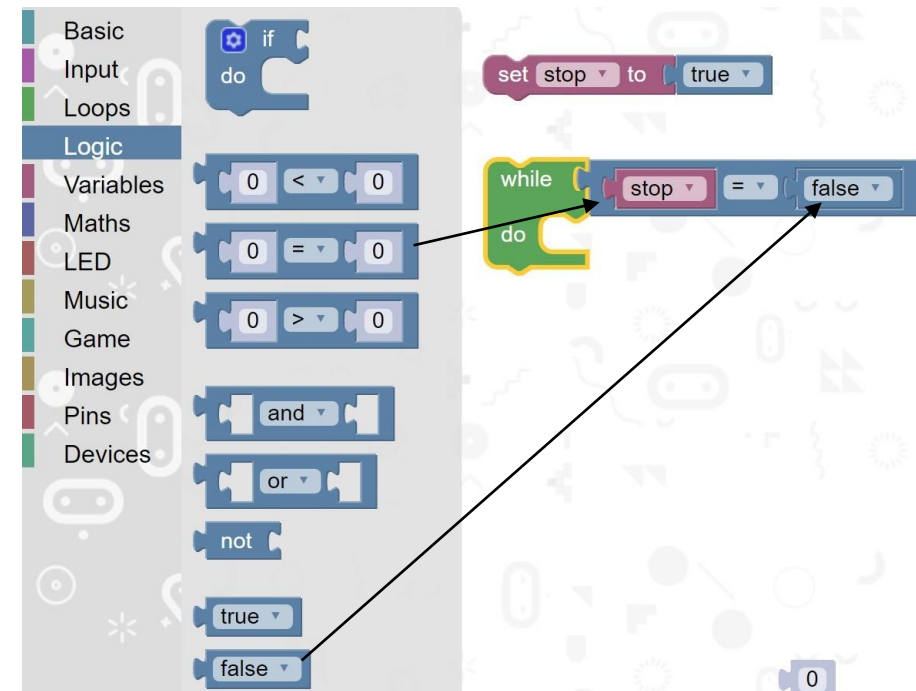 Basic
Input
Loops
Logic
Variables
Maths
LED
Music
Game
Images
Pins
Devices
if
do
0 < 0
0 = 0
0 > 0
and
or
not
true
false
set stop to true
while stop = false
do
0